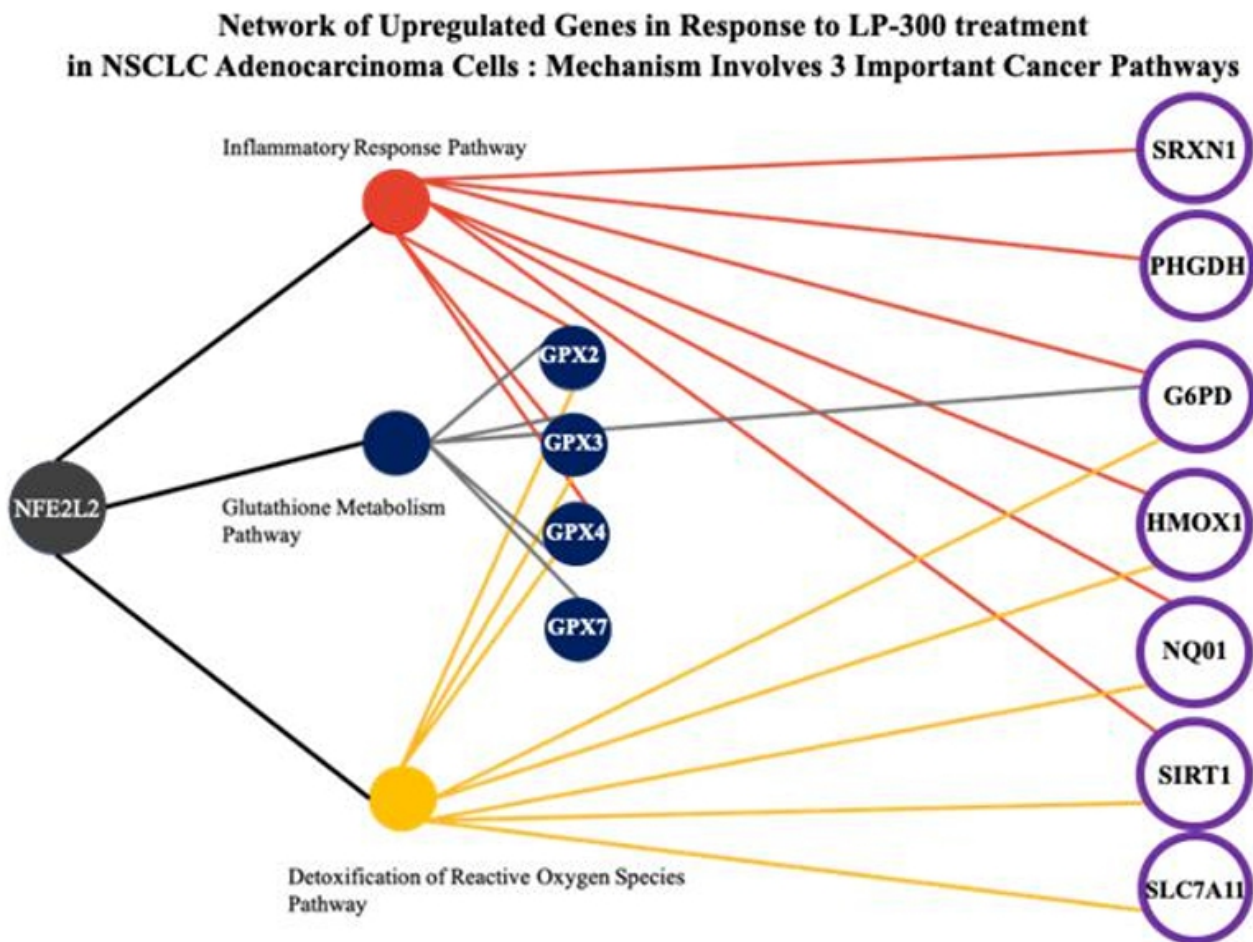 Network of Upregulated Genes in Response to LP-300 treatment
in NSCLC Adenocarcinoma Cells : Mechanism Involves 3 Important Cancer Pathways
Inflammatory Response Pathway
SRXN1
PHGDH
GPX2
G6PD
GPX3
NFE2L2
Glutathione Metabolism
Pathway
GPX4
HMOX1
GPX7
NQ01
SIRT1
Detoxification of Reactive Oxygen Species
Pathway
SLC7A11